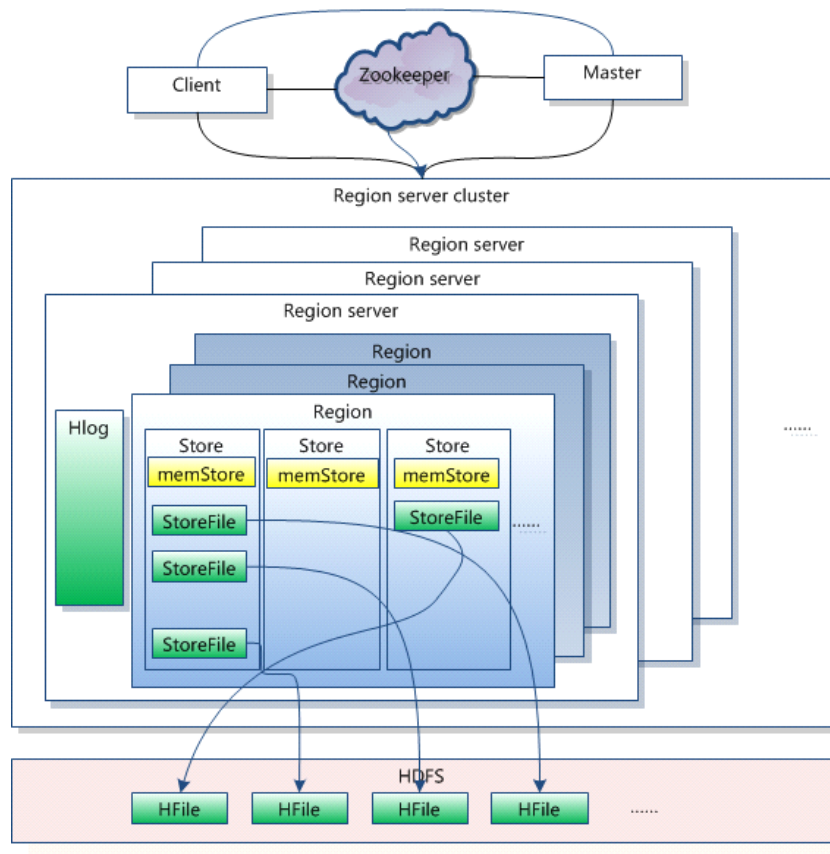 Client
Zookeeper
Master
Region server cluster
Region server
Region server
Region server
Region
Region
Region
Hlog
Store
Store
Store
memStore
memStore
memStore
StoreFile
StoreFile
StoreFile
StoreFile
......
......
HDFS
HFile
HFile
HFile
HFile
......